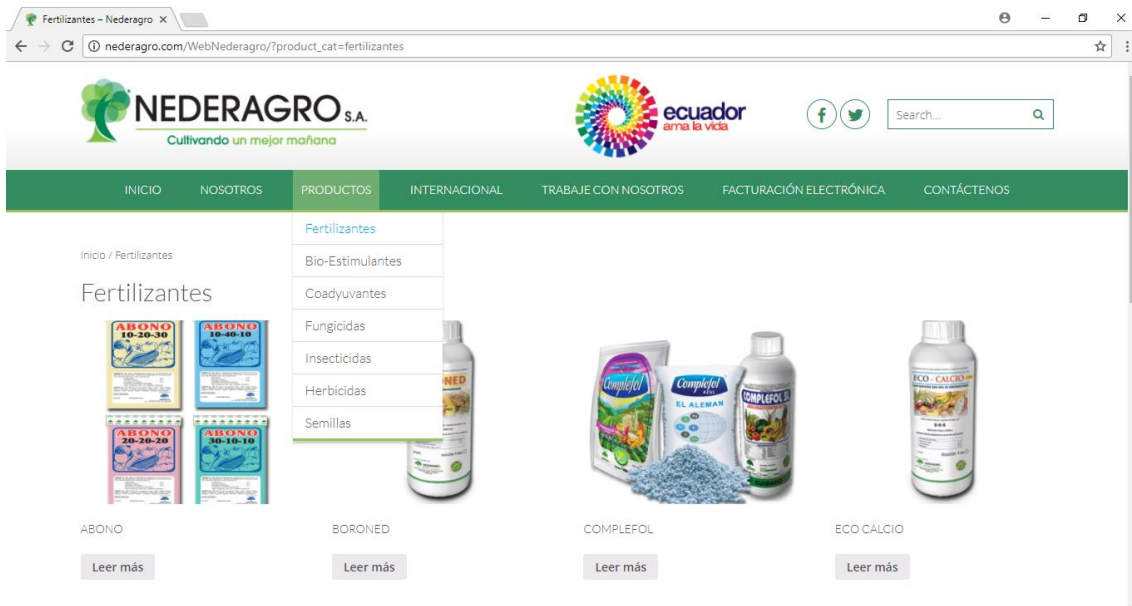 Fertilizantes – Nederagro
nederagro.com/WebNederagro/?product_cat=fertilizantes
NEDERAGRO S.A.
Cultivando un mejor mañana
ecuador
ama la vida
Search...
INICIO NOSOTROS PRODUCTOS INTERNACIONAL TRABAJE CON NOSOTROS FACTURACIÓN ELECTRÓNICA CONTÁCTENOS
Fertilizantes
Bio-Estimulantes
Coadyuvantes
Fungicidas
Insecticidas
Herbicidas
Semillas
Inicio / Fertilizantes
Fertilizantes
ABONO
10-20-30
ABONO
10-40-10
ABONO
20-20-20
ABONO
30-10-10
NED
Complefol
Complefol
EL ALEMAN
COMPLEFOL SL
ECO - CALCIO
ABONO BORONED COMPLEFOL ECO CALCIO
Leer más Leer más Leer más Leer más